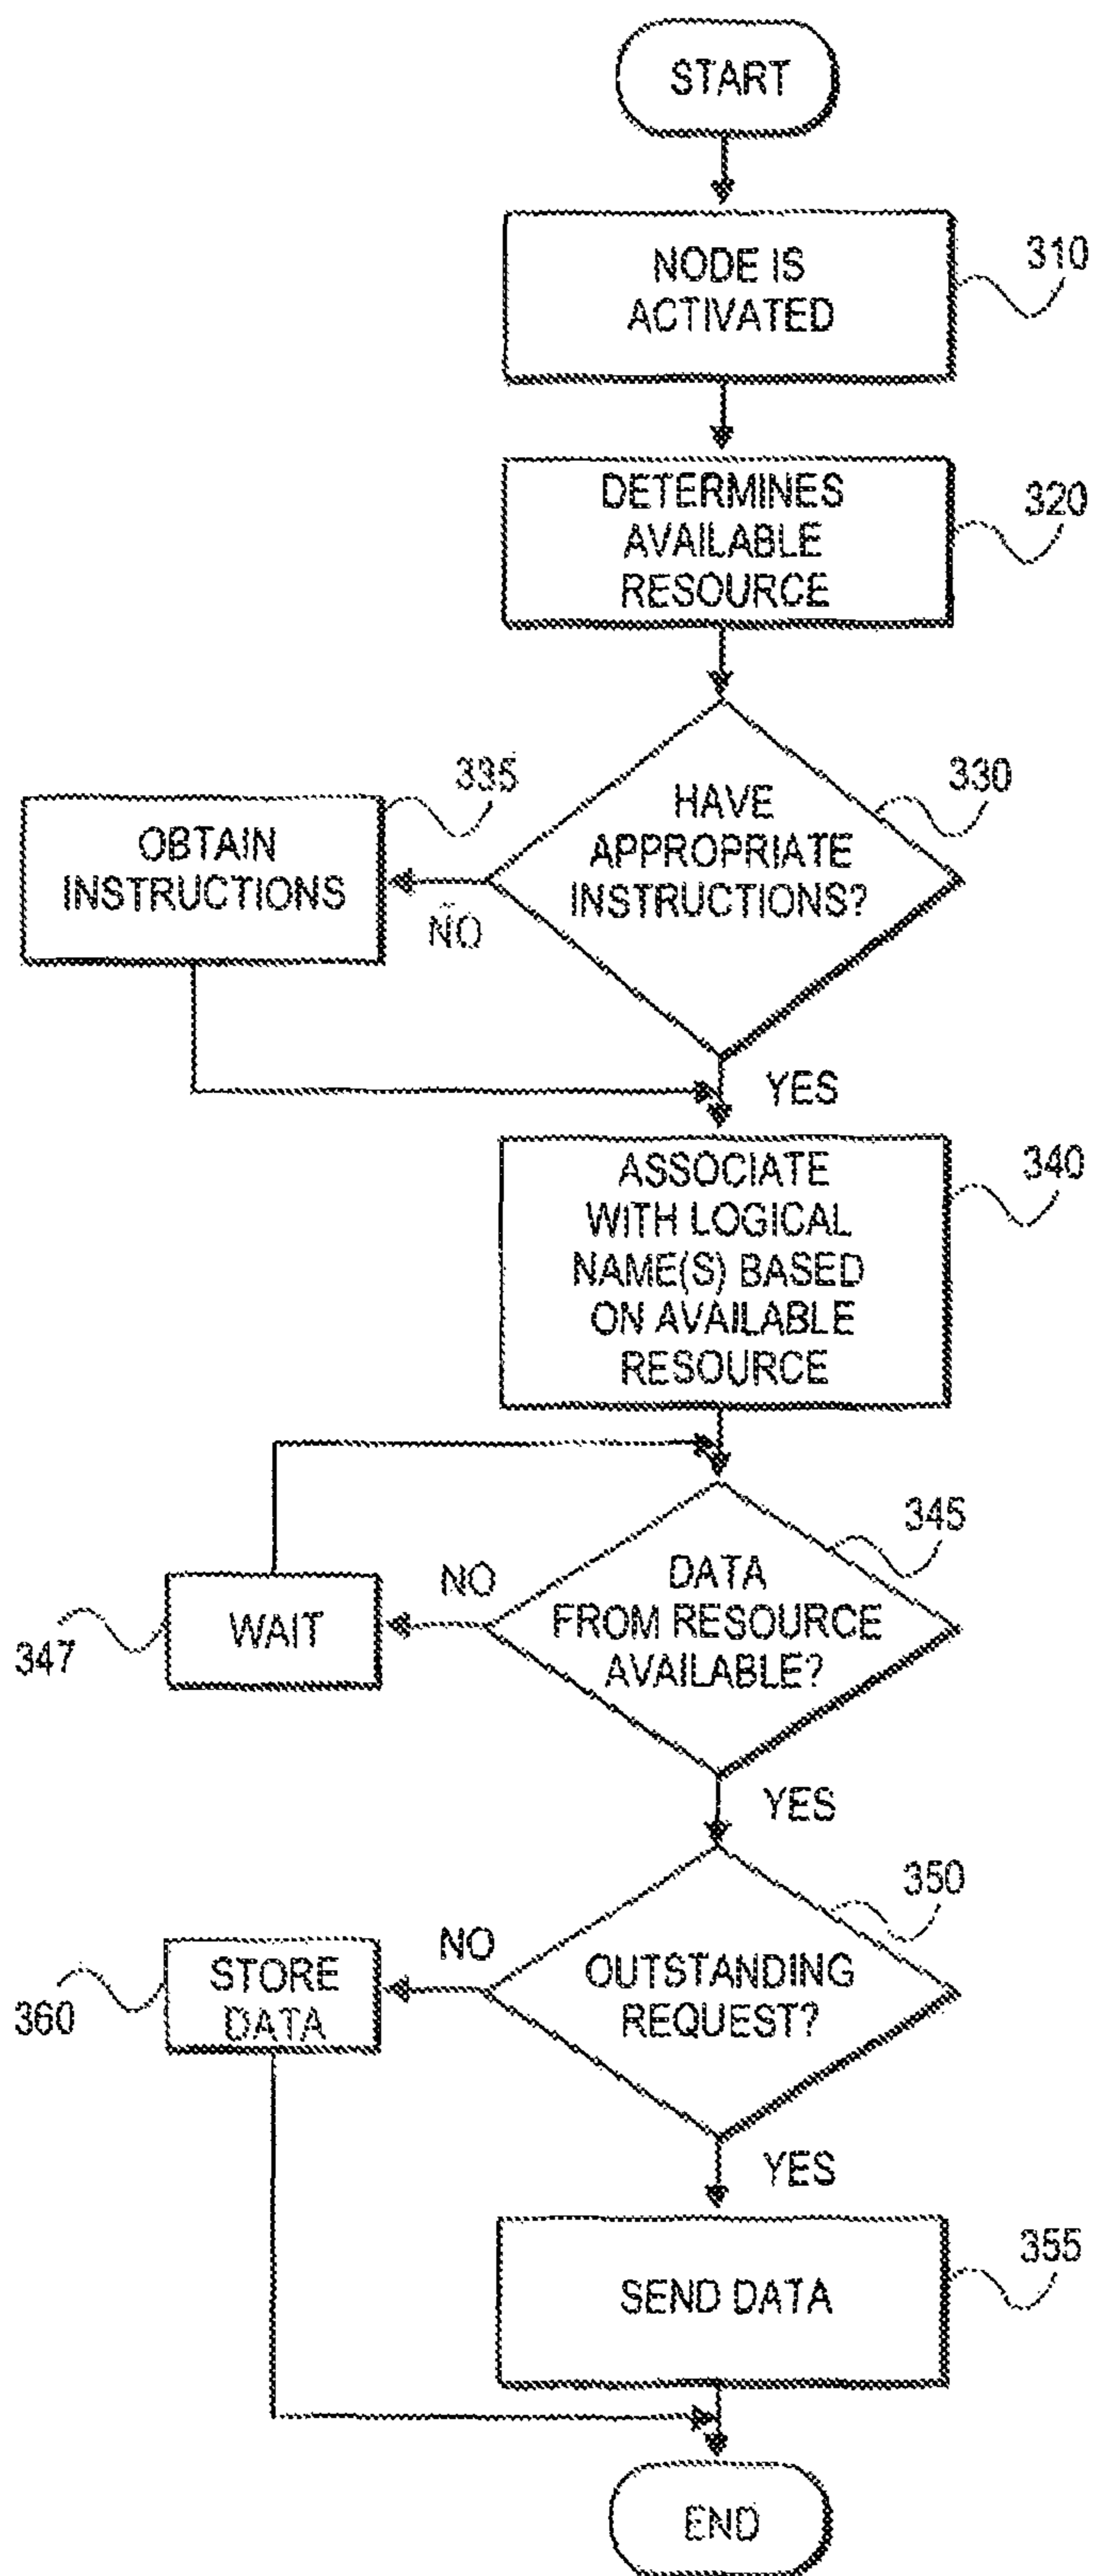 START
NODE IS
ACTIVATED
310
DETERMINES
AVAILABLE
RESOURCE
320
335
330
OBTAIN
INSTRUCTIONS
HAVE
APPROPRIATE
INSTRUCTIONS?
NO
YES
ASSOCIATE
WITH LOGICAL
NAME(S) BASED
ON AVAILABLE
RESOURCE
340
345
NO
DATA
FROM RESOURCE
AVAILABLE?
WAIT
347
YES
350
NO
OUTSTANDING
REQUEST?
STORE
DATA
360
YES
SEND DATA
355
END